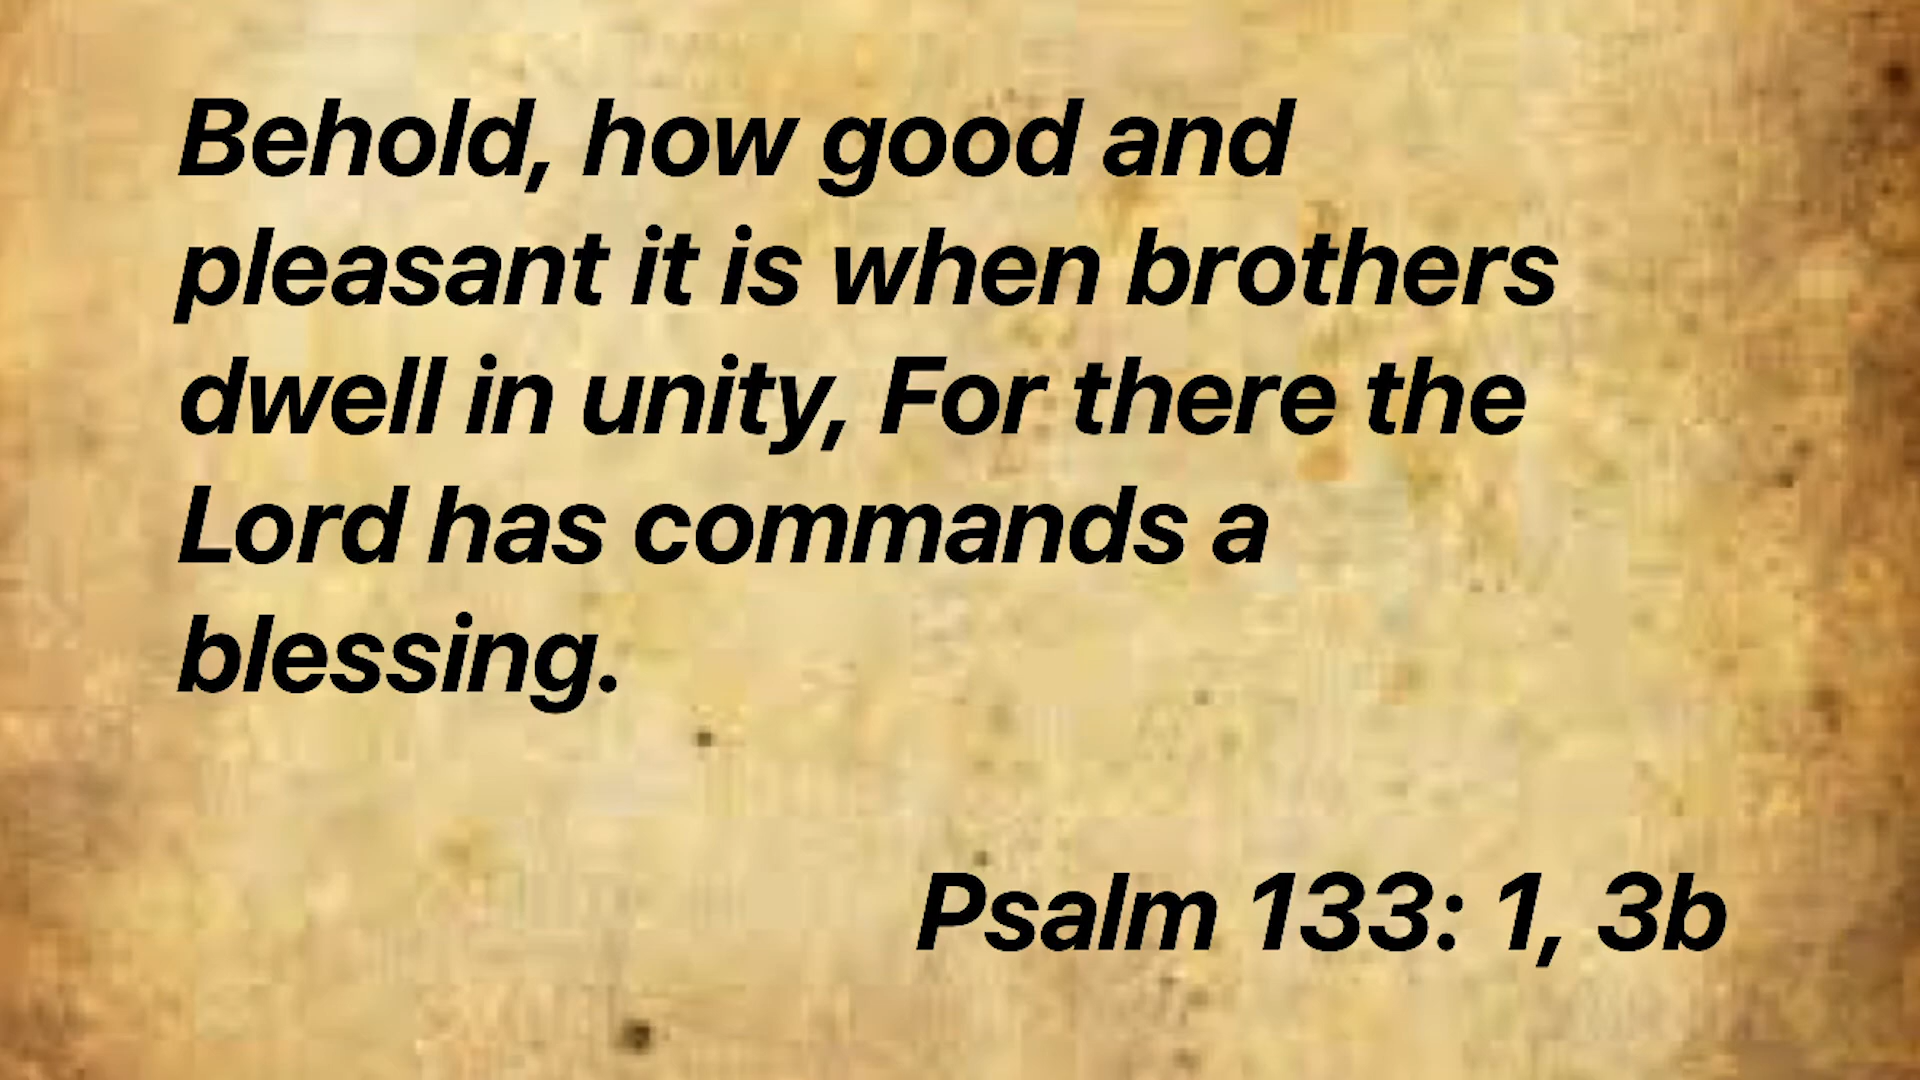 Behold, how good and
pleasant it is when brothers
dwell in unity, For there the
Lord has commands a
blessing.
Psalm 133: 1, 3b